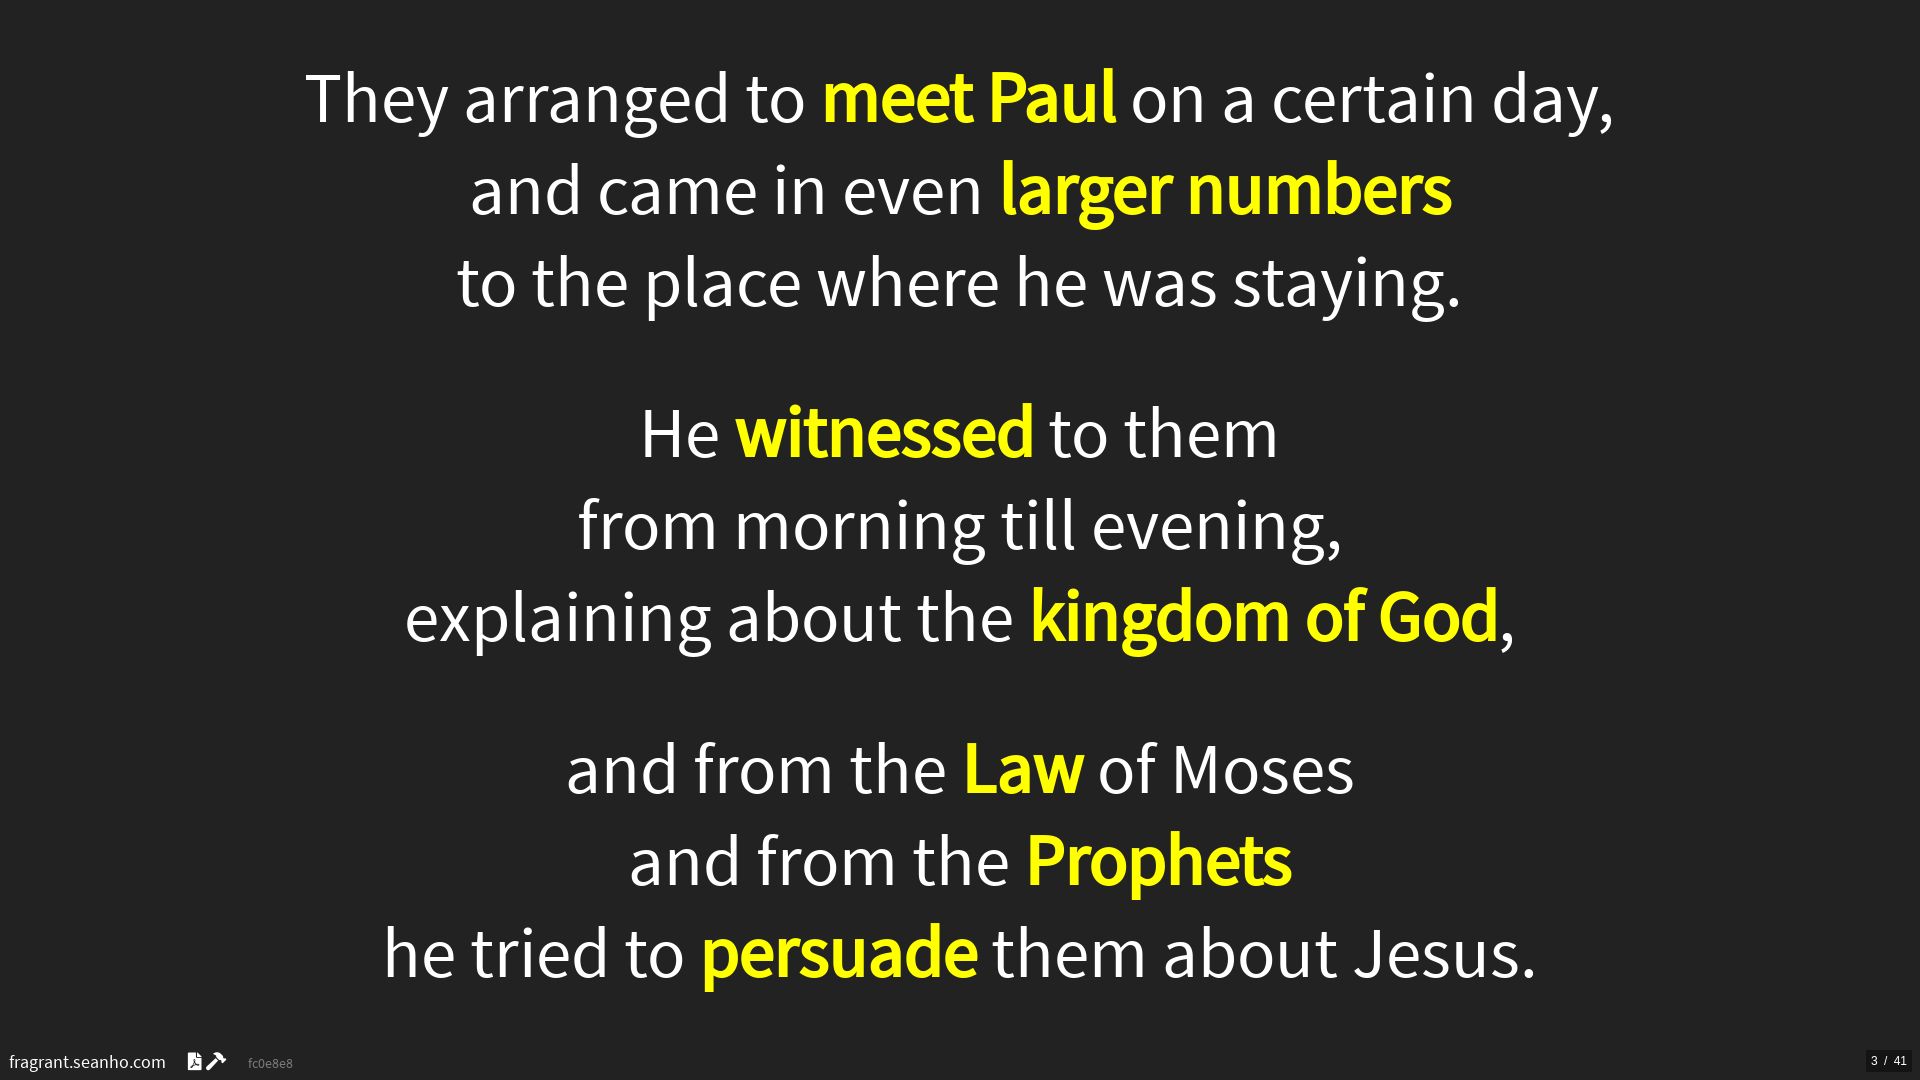 They arranged to meet Paul on a certain day,
and came in even larger numbers
to the place where he was staying.
He witnessed to them
from morning till evening,
explaining about the kingdom of God,
and from the Law of Moses
and from the Prophets
he tried to persuade them about Jesus.
fragrant.seanho.com
fc0e8e8
3 / 41